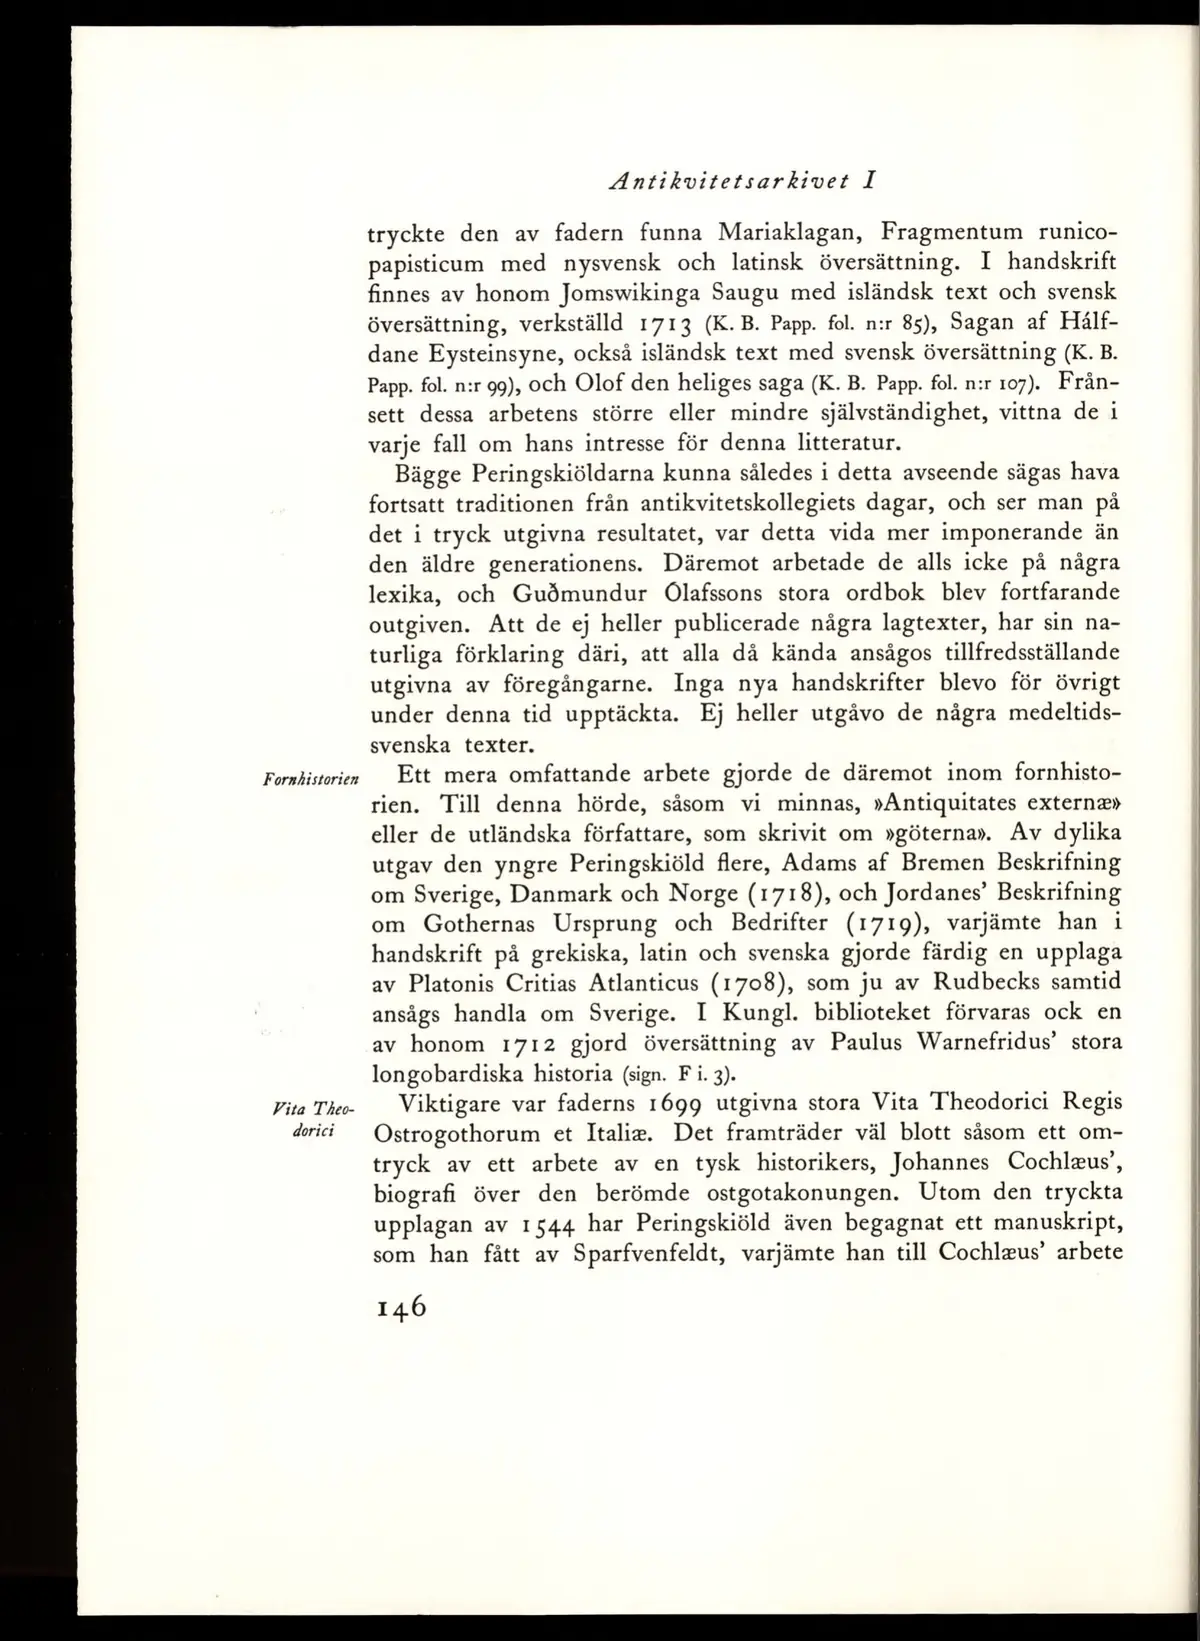 Antikvitetsarkivet I
tryckte den av fadern funna Mariaklagan, Fragmentum runico-
papisticum med nysvensk och latinsk översättning. I handskrift
finnes av honom Jomswikinga Saugu med isländsk text och svensk
översättning, verkställd 1713 (K. B. Papp. fol. n:r 85), Sagan af Hálf-
dane Eysteinsyne, också isländsk text med svensk översättning (K. B.
Papp. fol. n:r 99), och Olof den heliges saga (K. B. Papp. fol. n:r 107). Från-
sett dessa arbetens större eller mindre självständighet, vittna de i
varje fall om hans intresse för denna litteratur.
Bägge Peringskiöldarna kunna således i detta avseende sägas hava
fortsatt traditionen från antikvitetskollegiets dagar, och ser man på
det i tryck utgivna resultatet, var detta vida mer imponerande än
den äldre generationens. Däremot arbetade de alls icke på några
lexika, och Guðmundur Ólafssons stora ordbok blev fortfarande
outgiven. Att de ej heller publicerade några lagtexter, har sin na-
turliga förklaring däri, att alla då kända ansågos tillfredsställande
utgivna av föregångarne. Inga nya handskrifter blevo för övrigt
under denna tid upptäckta. Ej heller utgåvo de några medeltids-
svenska texter.
Fornhistorien
Ett mera omfattande arbete gjorde de däremot inom fornhisto-
rien. Till denna hörde, såsom vi minnas, »Antiquitates externæ»
eller de utländska författare, som skrivit om »göterna». Av dylika
utgav den yngre Peringskiöld flere, Adams af Bremen Beskrifning
om Sverige, Danmark och Norge (1718), och Jordanes’ Beskrifning
om Gothernas Ursprung och Bedrifter (1719), varjämte han i
handskrift på grekiska, latin och svenska gjorde färdig en upplaga
av Platonis Critias Atlanticus (1708), som ju av Rudbecks samtid
ansågs handla om Sverige. I Kungl. biblioteket förvaras ock en
av honom 1712 gjord översättning av Paulus Warnefridus’ stora
longobardiska historia (sign. F i. 3).
Vita Theo-
dorici
Viktigare var faderns 1699 utgivna stora Vita Theodorici Regis
Ostrogothorum et Italiæ. Det framträder väl blott såsom ett om-
tryck av ett arbete av en tysk historikers, Johannes Cochlæus’,
biografi över den berömde ostgotakonungen. Utom den tryckta
upplagan av 1544 har Peringskiöld även begagnat ett manuskript,
som han fått av Sparfvenfeldt, varjämte han till Cochlæus’ arbete
146